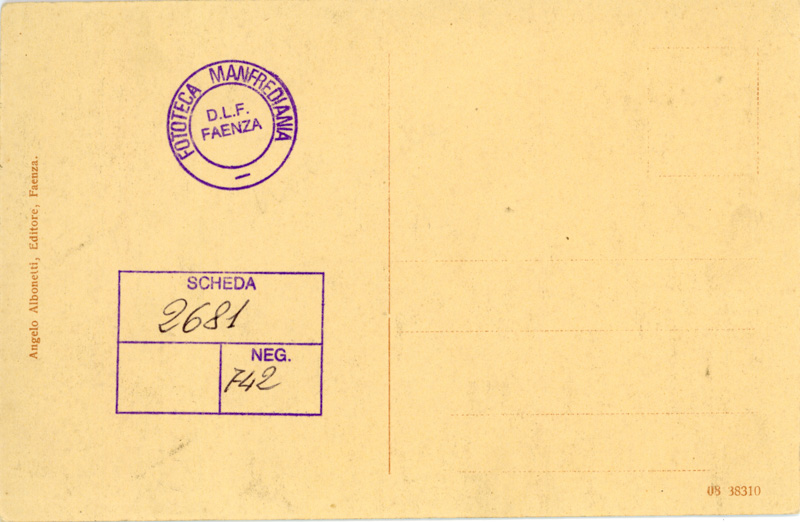 FOTOTECA MANFREDIANA
D.L.F.
FAENZA
Angelo Albonetti, Editore, Faenza.
SCHEDA
2681
NEG.
742
08 38310